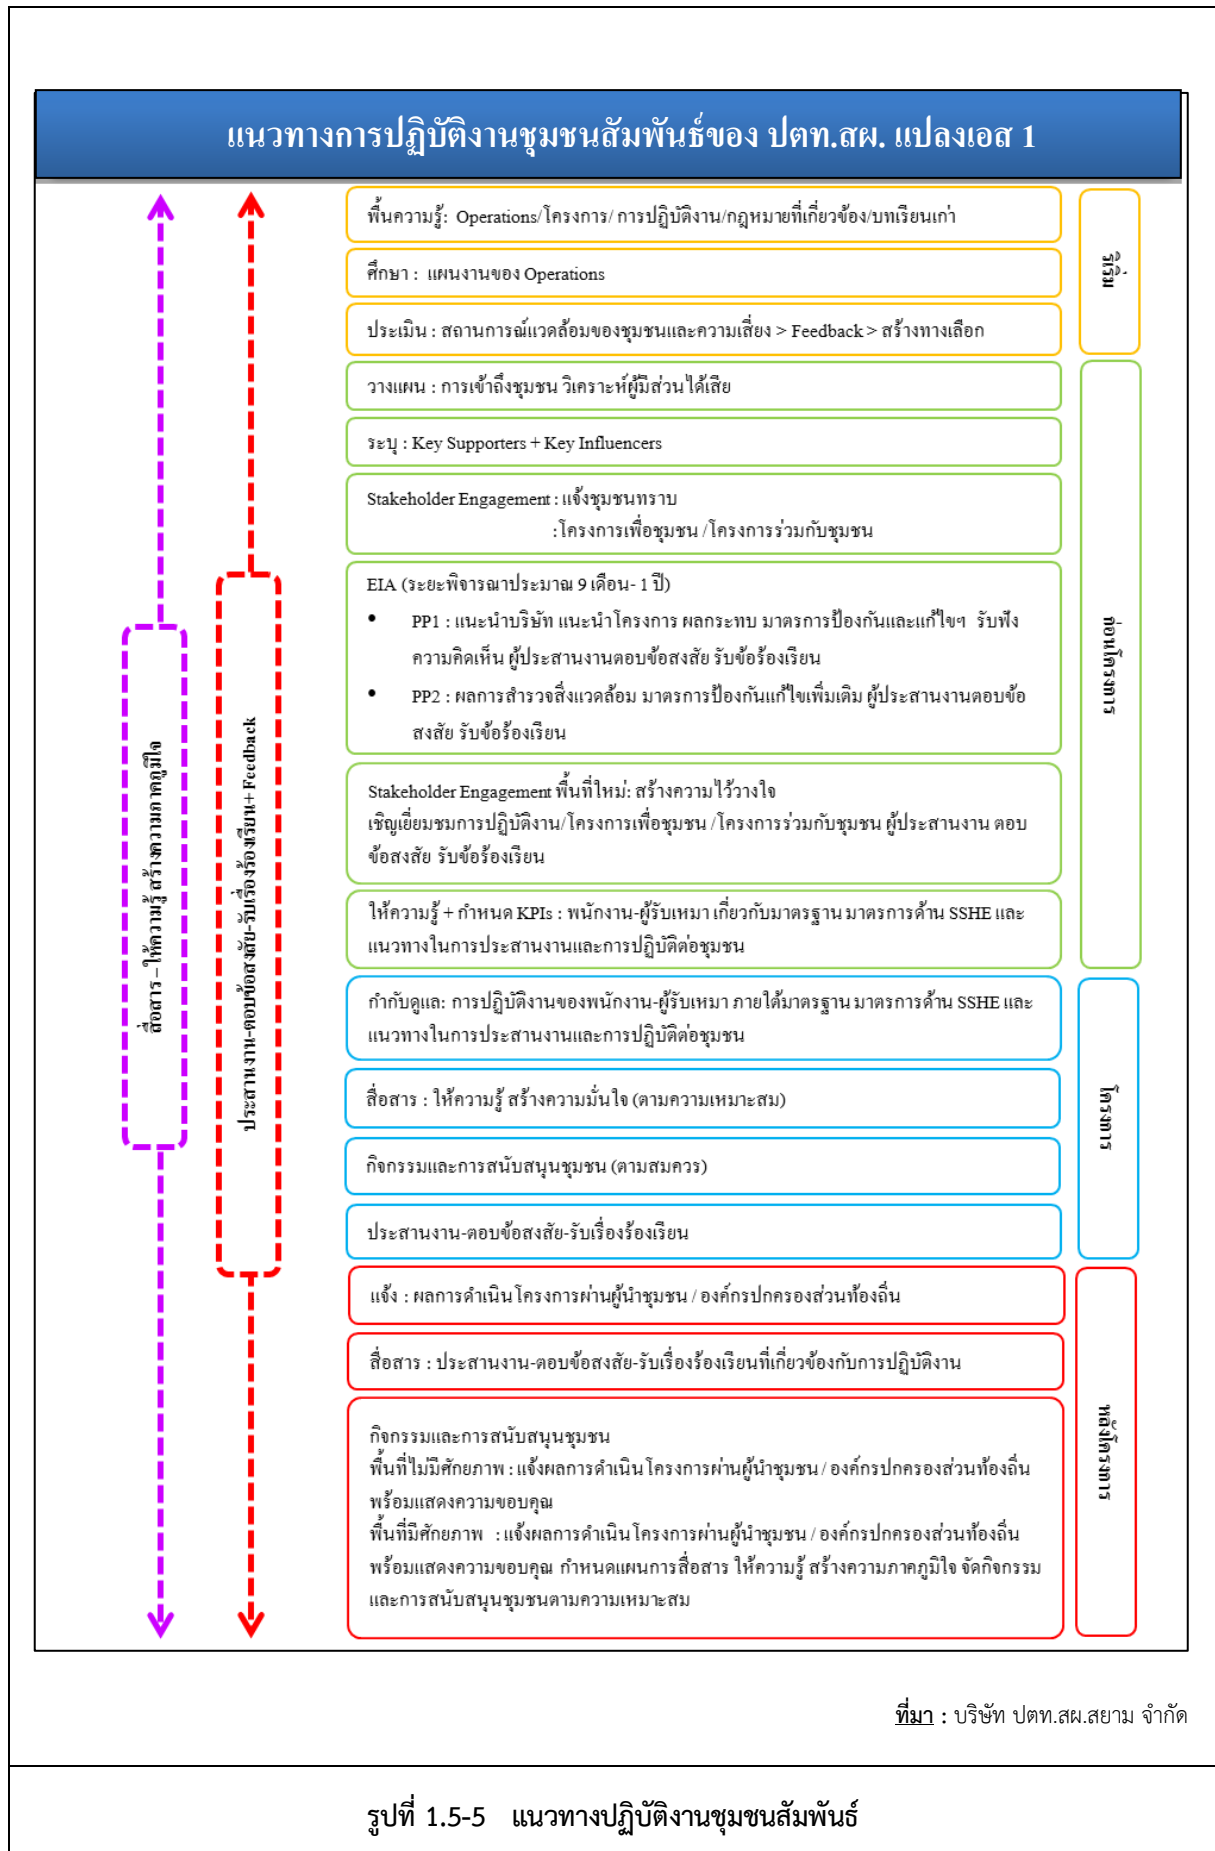 แนวทางการปฏิบัติงานชุมชนสัมพันธ์ของ ปตท.สผ. แปลงเอส 1
พื้นความรู้: Operations/โครงการ/ การปฏิบัติงาน/กฎหมายที่เกี่ยวข้อง/บทเรียนเก่า
ศึกษา : แผนงานของ Operations
ประเมิน : สถานการณ์แวดล้อมของชุมชนและความเสี่ยง > Feedback > สร้างทางเลือก
ริเริ่ม
วางแผน : การเข้าถึงชุมชน วิเคราะห์ผู้มีส่วนได้เสีย
ระบุ : Key Supporters + Key Influencers
Stakeholder Engagement : แจ้งชุมชนทราบ
:โครงการเพื่อชุมชน /โครงการร่วมกับชุมชน
EIA (ระยะพิจารณาประมาณ 9 เดือน- 1 ปี)
• PP1 : แนะนำบริษัท แนะนำโครงการ ผลกระทบ มาตรการป้องกันและแก้ไขฯ รับฟัง
ความคิดเห็น ผู้ประสานงานตอบข้อสงสัย รับข้อร้องเรียน
• PP2 : ผลการสำรวจสิ่งแวดล้อม มาตรการป้องกันแก้ไขเพิ่มเติม ผู้ประสานงานตอบข้อ
สงสัย รับข้อร้องเรียน
Stakeholder Engagement พื้นที่ใหม่: สร้างความไว้วางใจ
เชิญเยี่ยมชมการปฏิบัติงาน/โครงการเพื่อชุมชน /โครงการร่วมกับชุมชน ผู้ประสานงาน ตอบ
ข้อสงสัย รับข้อร้องเรียน
ให้ความรู้ + กำหนด KPIs : พนักงาน-ผู้รับเหมา เกี่ยวกับมาตรฐาน มาตรการด้าน SSHE และ
แนวทางในการประสานงานและการปฏิบัติต่อชุมชน
ก่อนโครงการ
กำกับดูแล: การปฏิบัติงานของพนักงาน-ผู้รับเหมา ภายใต้มาตรฐาน มาตรการด้าน SSHE และ
แนวทางในการประสานงานและการปฏิบัติต่อชุมชน
สื่อสาร : ให้ความรู้ สร้างความมั่นใจ (ตามความเหมาะสม)
กิจกรรมและการสนับสนุนชุมชน (ตามสมควร)
ประสานงาน-ตอบข้อสงสัย-รับเรื่องร้องเรียน
โครงการ
แจ้ง : ผลการดำเนินโครงการผ่านผู้นำชุมชน / องค์กรปกครองส่วนท้องถิ่น
สื่อสาร : ประสานงาน-ตอบข้อสงสัย-รับเรื่องร้องเรียนที่เกี่ยวข้องกับการปฏิบัติงาน
กิจกรรมและการสนับสนุนชุมชน
พื้นที่ไม่มีศักยภาพ : แจ้งผลการดำเนินโครงการผ่านผู้นำชุมชน / องค์กรปกครองส่วนท้องถิ่น
พร้อมแสดงความขอบคุณ
พื้นที่มีศักยภาพ : แจ้งผลการดำเนินโครงการผ่านผู้นำชุมชน / องค์กรปกครองส่วนท้องถิ่น
พร้อมแสดงความขอบคุณ กำหนดแผนการสื่อสาร ให้ความรู้ สร้างความภาคภูมิใจ จัดกิจกรรม
และการสนับสนุนชุมชนตามความเหมาะสม
หลังโครงการ
สื่อสาร – ให้ความรู้ สร้างความภาคภูมิใจ
ประสานงาน-ตอบข้อสงสัย-รับเรื่องร้องเรียน+ Feedback
ที่มา : บริษัท ปตท.สผ.สยาม จำกัด
รูปที่ 1.5-5 แนวทางปฏิบัติงานชุมชนสัมพันธ์